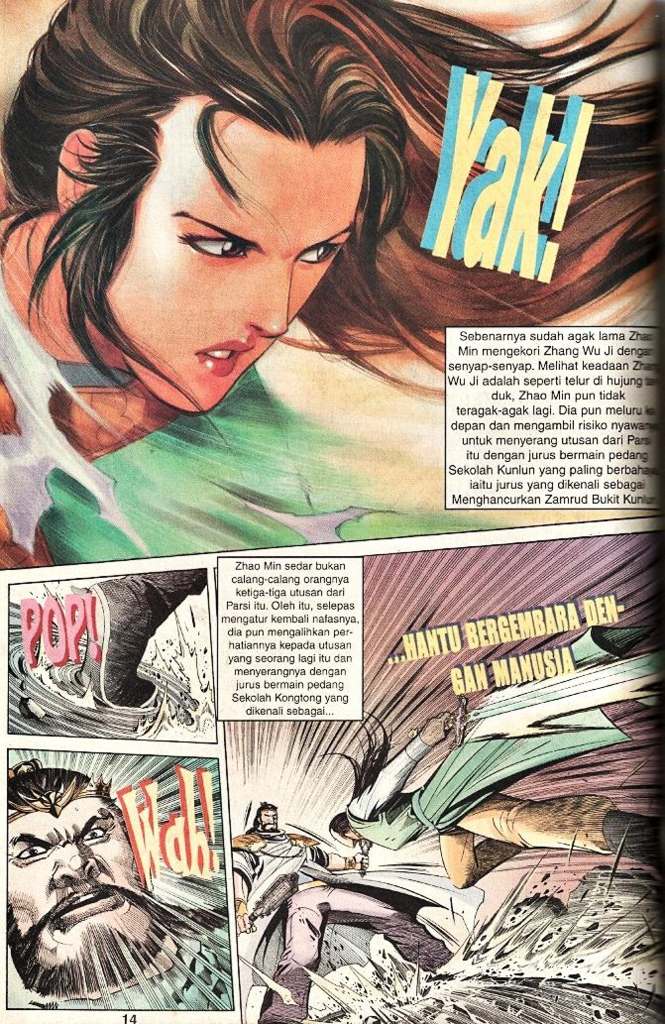 Yak!
Sebenarnya sudah agak lama Zhao
Min mengekori Zhang Wu Ji dengan
senyap-senyap. Melihat keadaan Zhang
Wu Ji adalah seperti telur di hujung
duk, Zhao Min pun tidak
teragak-agak lagi. Dia pun meluru ke
depan dan mengambil risiko nyawanya
untuk menyerang utusan dari Parsi
itu dengan jurus bermain pedang
Sekolah Kunlun yang paling berbahaya,
iaitu jurus yang dikenali sebagai
Menghancurkan Zamrud Bukit Kunlun.
POP!
Zhao Min sedar bukan
calang-calang orangnya
ketiga-tiga utusan dari
Parsi itu. Oleh itu, selepas
mengatur kembali nafasnya,
dia pun mengalihkan per-
hatiannya kepada utusan
yang seorang lagi itu dan
menyerangnya dengan
jurus bermain pedang
Sekolah Kongtong yang
dikenali sebagai...
...HANTU BERGEMBARA DEN-
GAN MANUSIA
Wah!
14